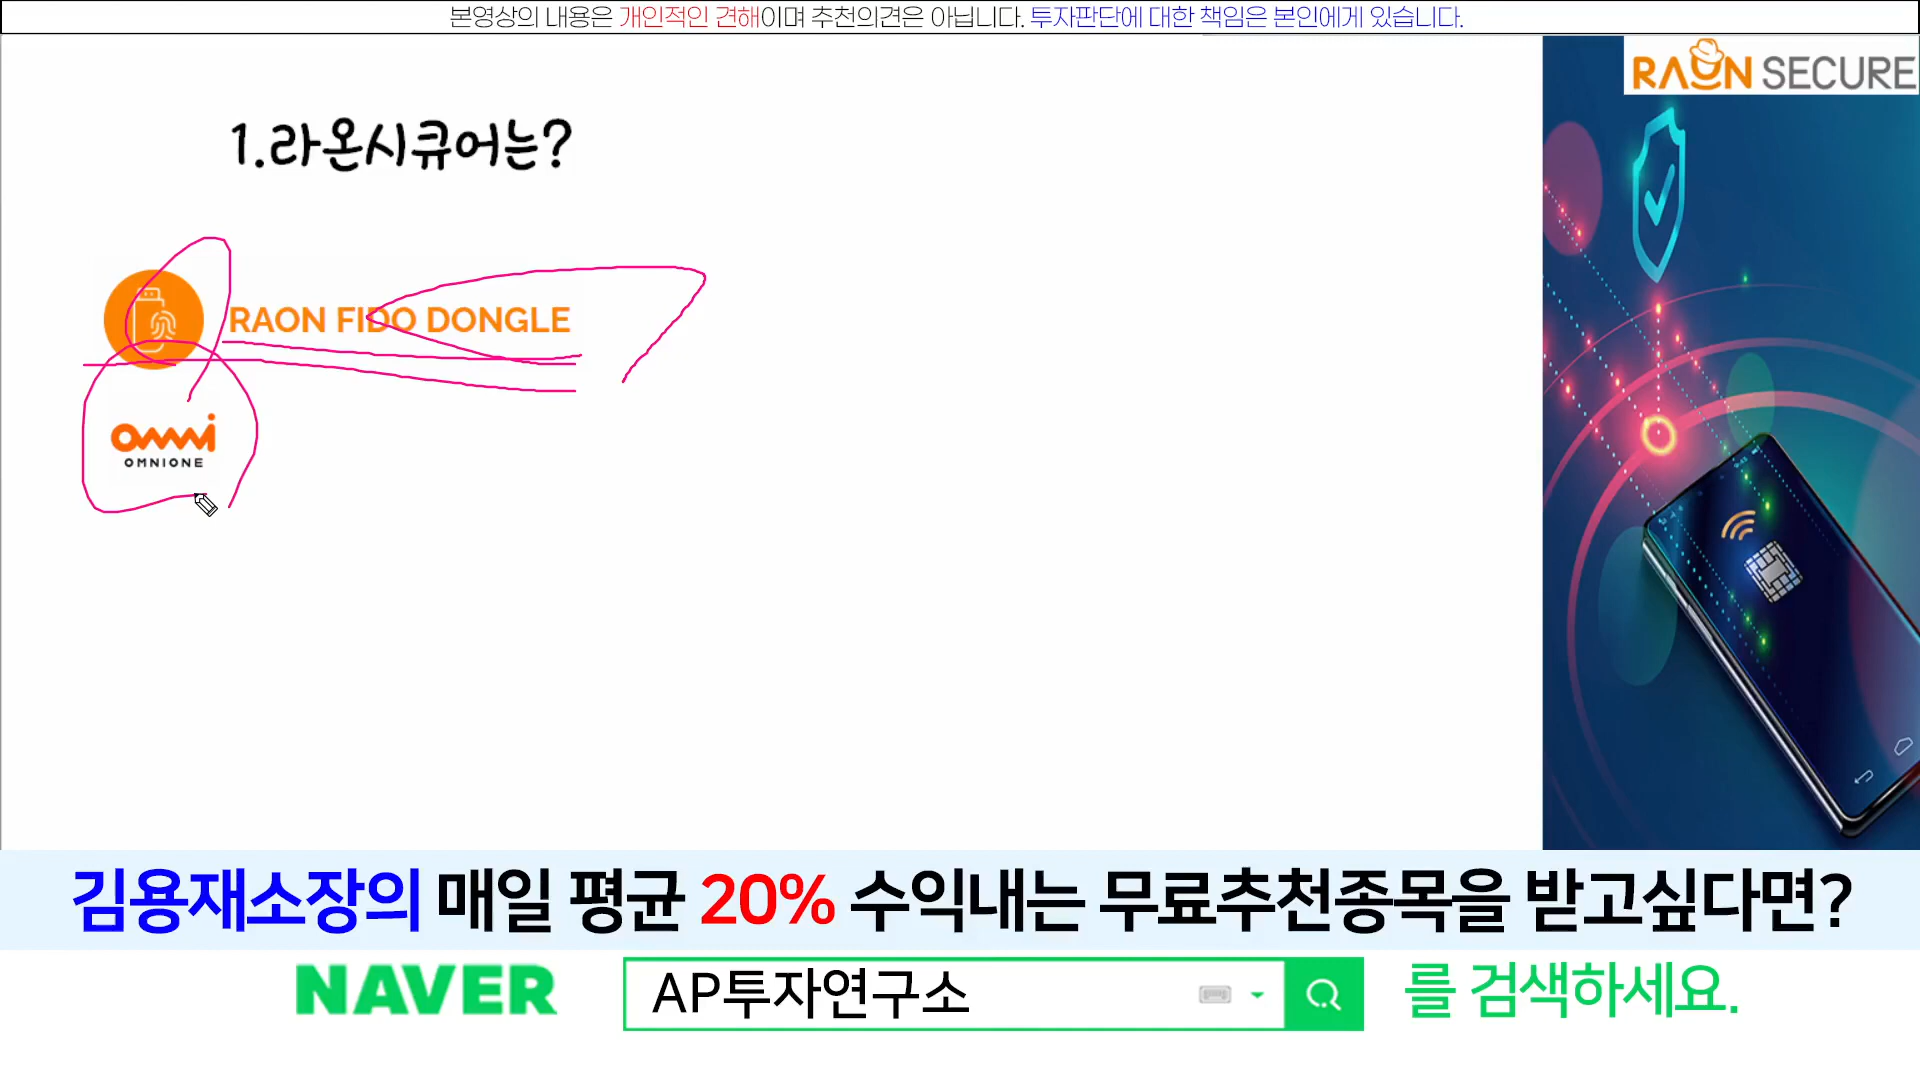 본영상의 내용은 개인적인 견해이며 추천의견은 아닙니다. 투자판단에 대한 책임은 본인에게 있습니다.
RAON SECURE
1.라온시큐어는?
RAON FIDO DONGLE
omni
OMNIONE
김용재소장의 매일 평균 20% 수익내는 무료추천종목을 받고싶다면?
NAVER AP투자연구소 를 검색하세요.